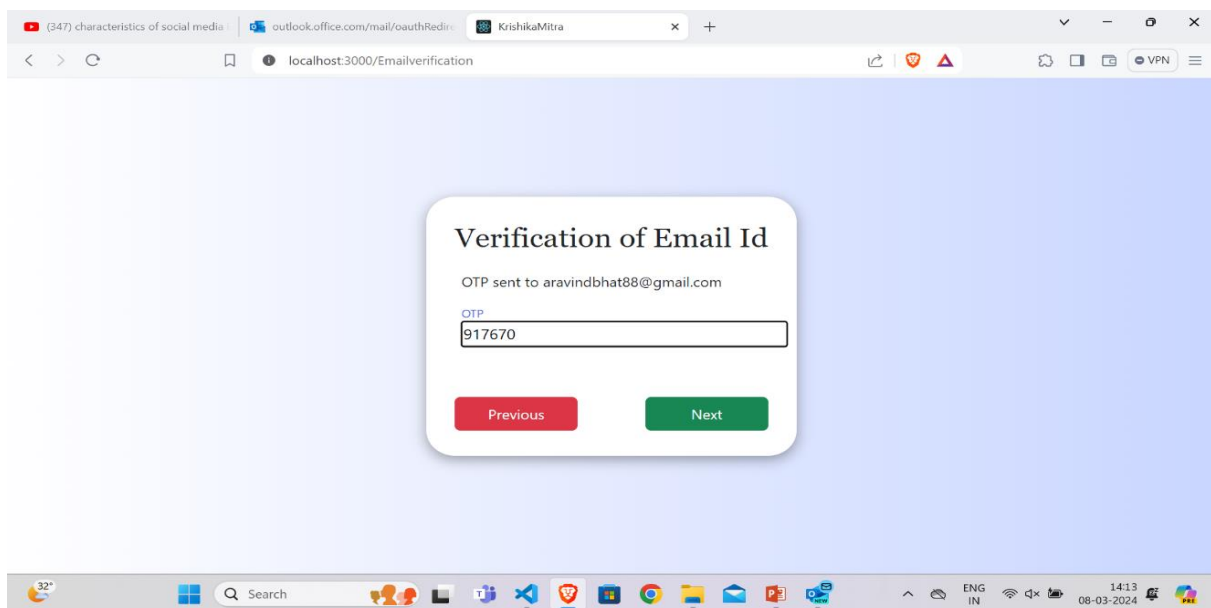 (347) characteristics of social media
outlook.office.com/mail/oauthRedire
KrishikaMitra
localhost:3000/Emailverification
VPN
Verification of Email Id
OTP sent to aravindbhat88@gmail.com
OTP
917670
Previous
Next
32°
Search
ENG
IN
14:13
08-03-2024
NEW
PRE